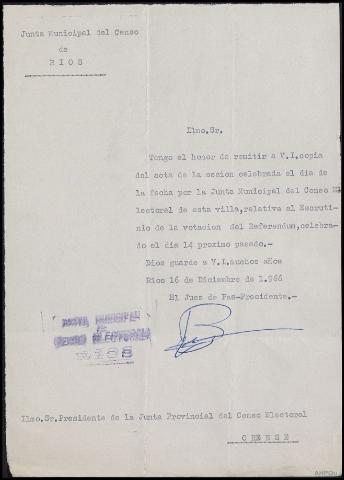 Junta Municipal del Censo
de
RIOS
Ilmo.Sr.
Tengo el honor de remitir a V.I.copia
del acta de la sesion celebrada el dia de
la fecha por la Junta Municipal del Censo E
lectoral de esta villa,relativa al Escruti-
nio de la votacion del Referendum,celebra-
do el dia 14 proximo pasado.-
Dios guarde a V.I.muchos años
Rios 16 de Diciembre de 1.966
El Juez de Paz-Presidente.-
JUNTA MUNICIPAL
DEL
CENSO ELECTORAL
RIOS
Ilmo.Sr.Presidente de la Junta Provincial del Censo Electoral
ORENSE
AHPOu